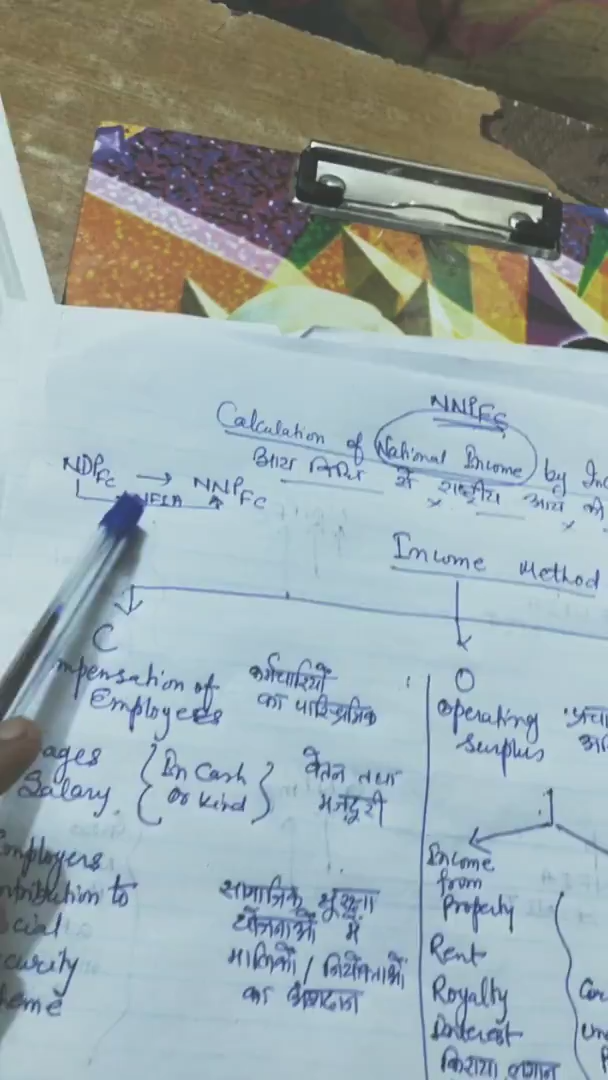 NNPFC
Calculation of National Income by Inc
आय विधि से राष्ट्रीय आय की
NDPFC → NNPFC
NFIA
Income Method
C
mpensation of कर्मचारियों
Employees का पारिश्रमिक
O
Operating
Surplus
ages { In Cash वेतन तथा
Salary { Or Kind } मजदूरी
Employers
ntribution to सामाजिक सुरक्षा
cial योजनाओं में
curity मालिकों / नियोक्ताओं
heme का अंशदान
Income
from
Property
Rent
Royalty
Interest
किराया लगान